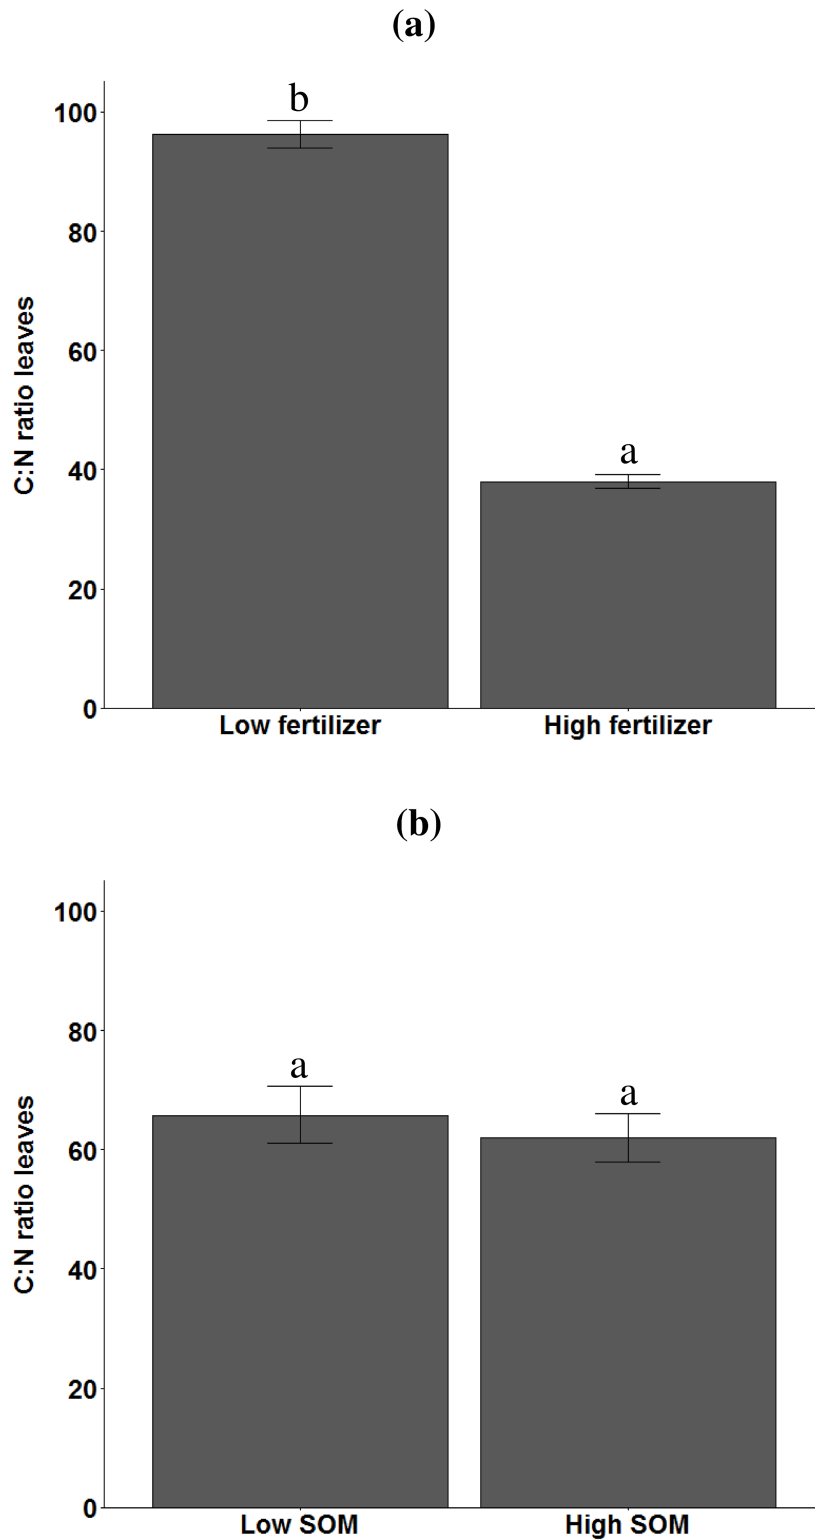 (a)
b
a
100
80
60
40
20
0
C:N ratio leaves
Low fertilizer
High fertilizer
(b)
a
a
100
80
60
40
20
0
C:N ratio leaves
Low SOM
High SOM